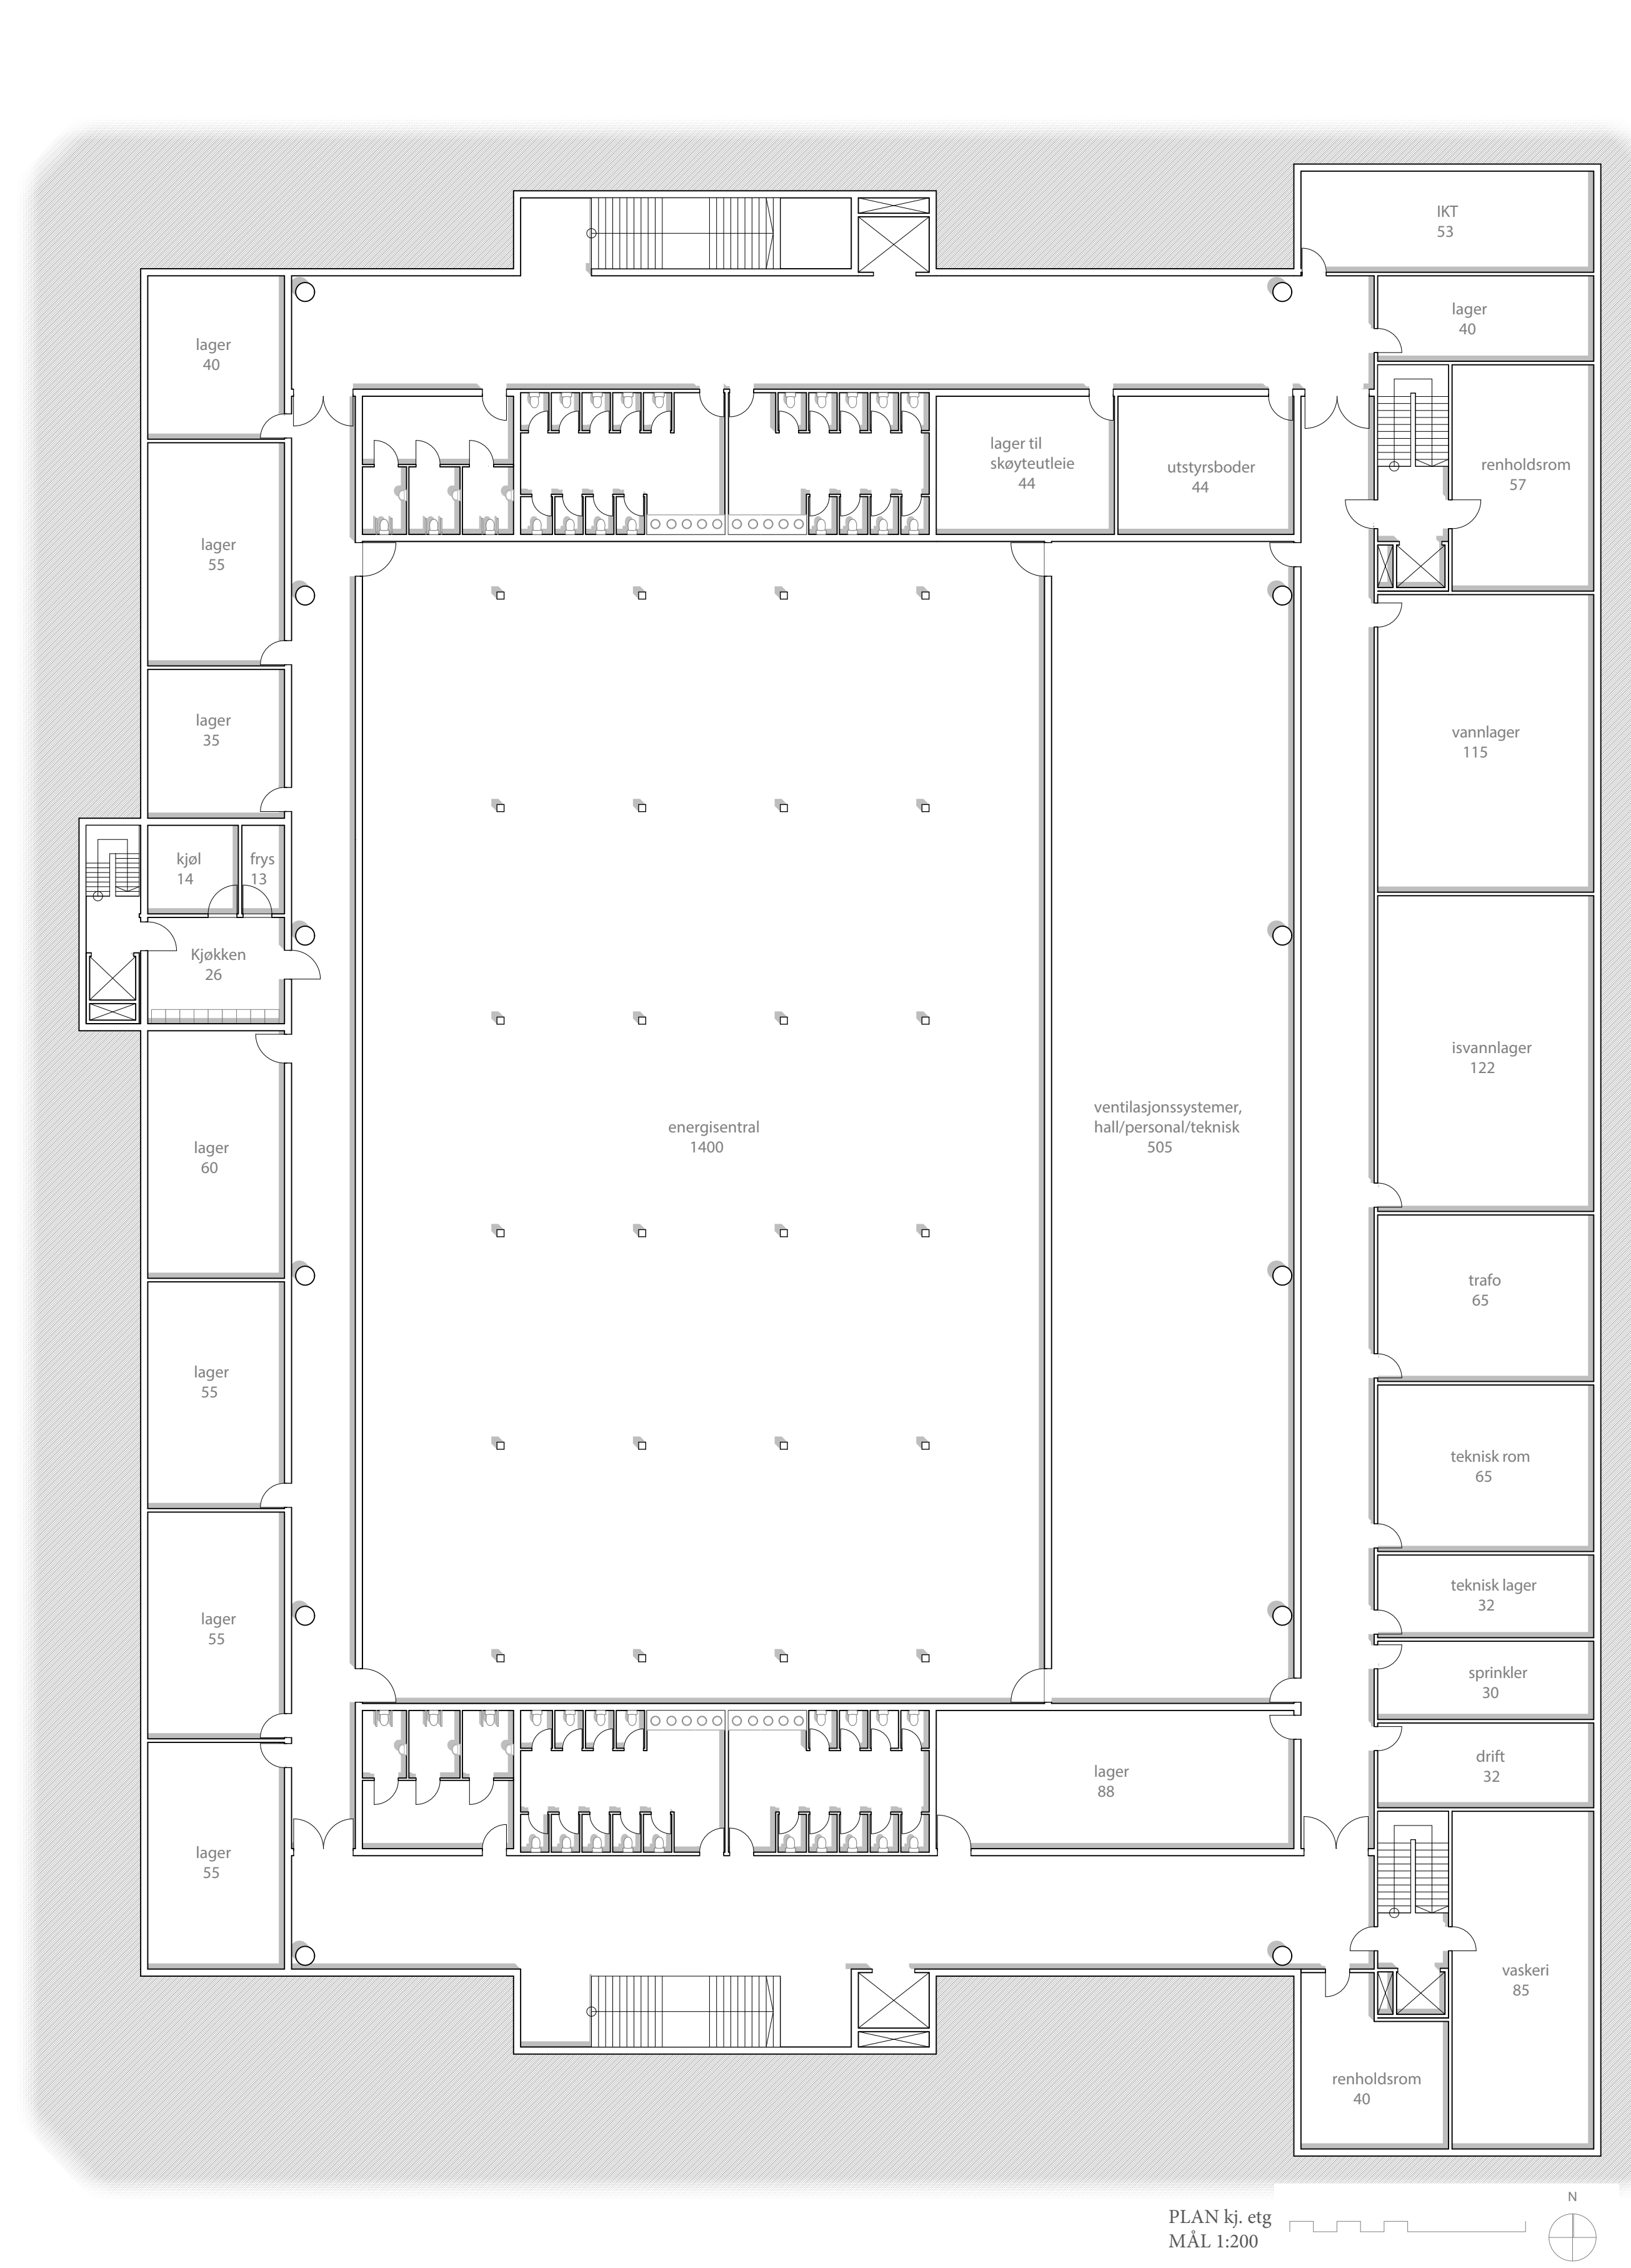 IKT
53
lager
40
lager
40
lager til
skøyteutleie
44
utstyrsboder
44
renholdsrom
57
lager
55
lager
35
vannlager
115
kjøl
14
frys
13
Kjøkken
26
isvannlager
122
energisentral
1400
ventilasjonssystemer,
hall/personal/teknisk
505
lager
60
trafo
65
lager
55
teknisk rom
65
teknisk lager
32
lager
55
sprinkler
30
drift
32
lager
88
lager
55
vaskeri
85
renholdsrom
40
N
PLAN kj. etg
MÅL 1:200